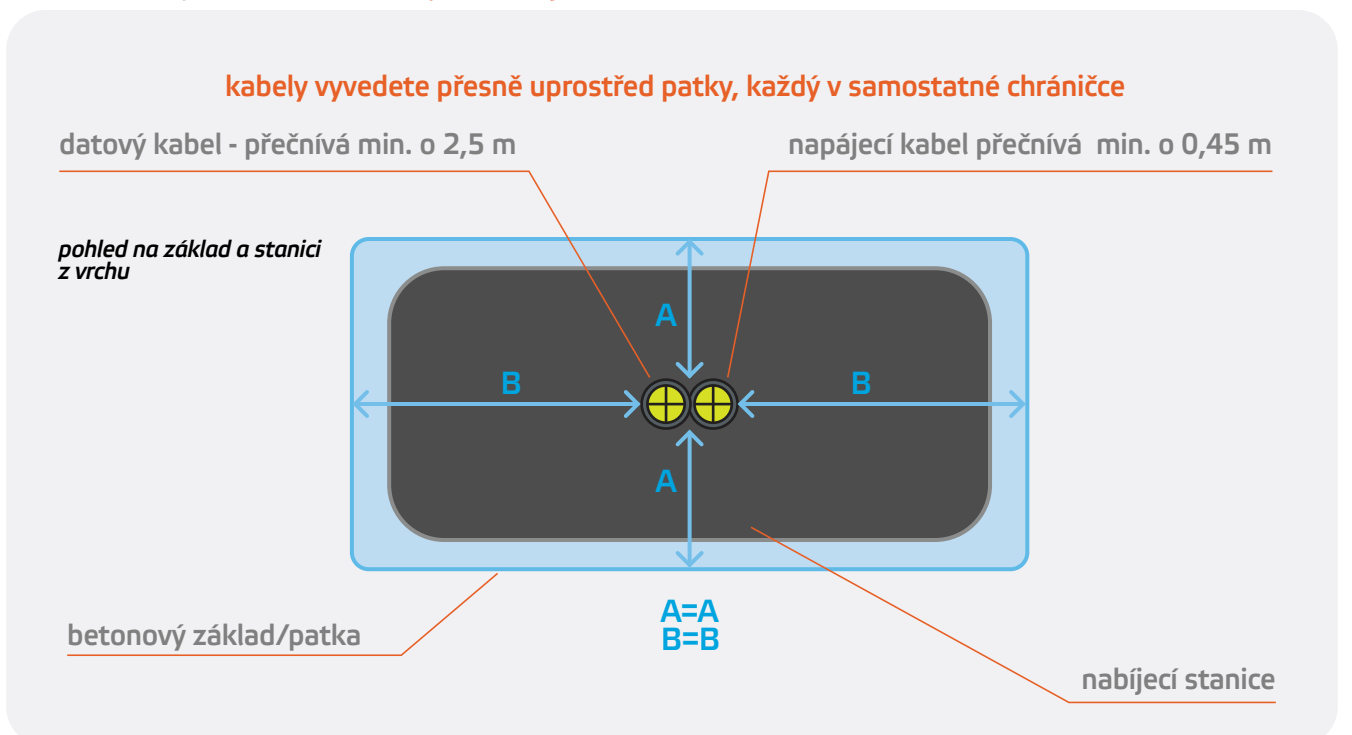 kabely vyvedete přesně uprostřed patky, každý v samostatné chráničce
datový kabel - přečnívá min. o 2,5 m
napájecí kabel přečnívá min. o 0,45 m
pohled na základ a stanici
z vrchu
A
B
B
A
A=A
B=B
betonový základ/patka
nabíjecí stanice